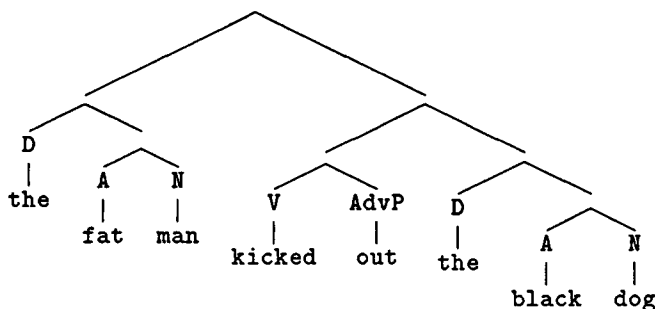 D
A N V AdvP D
the
fat man kicked out the A N
black dog